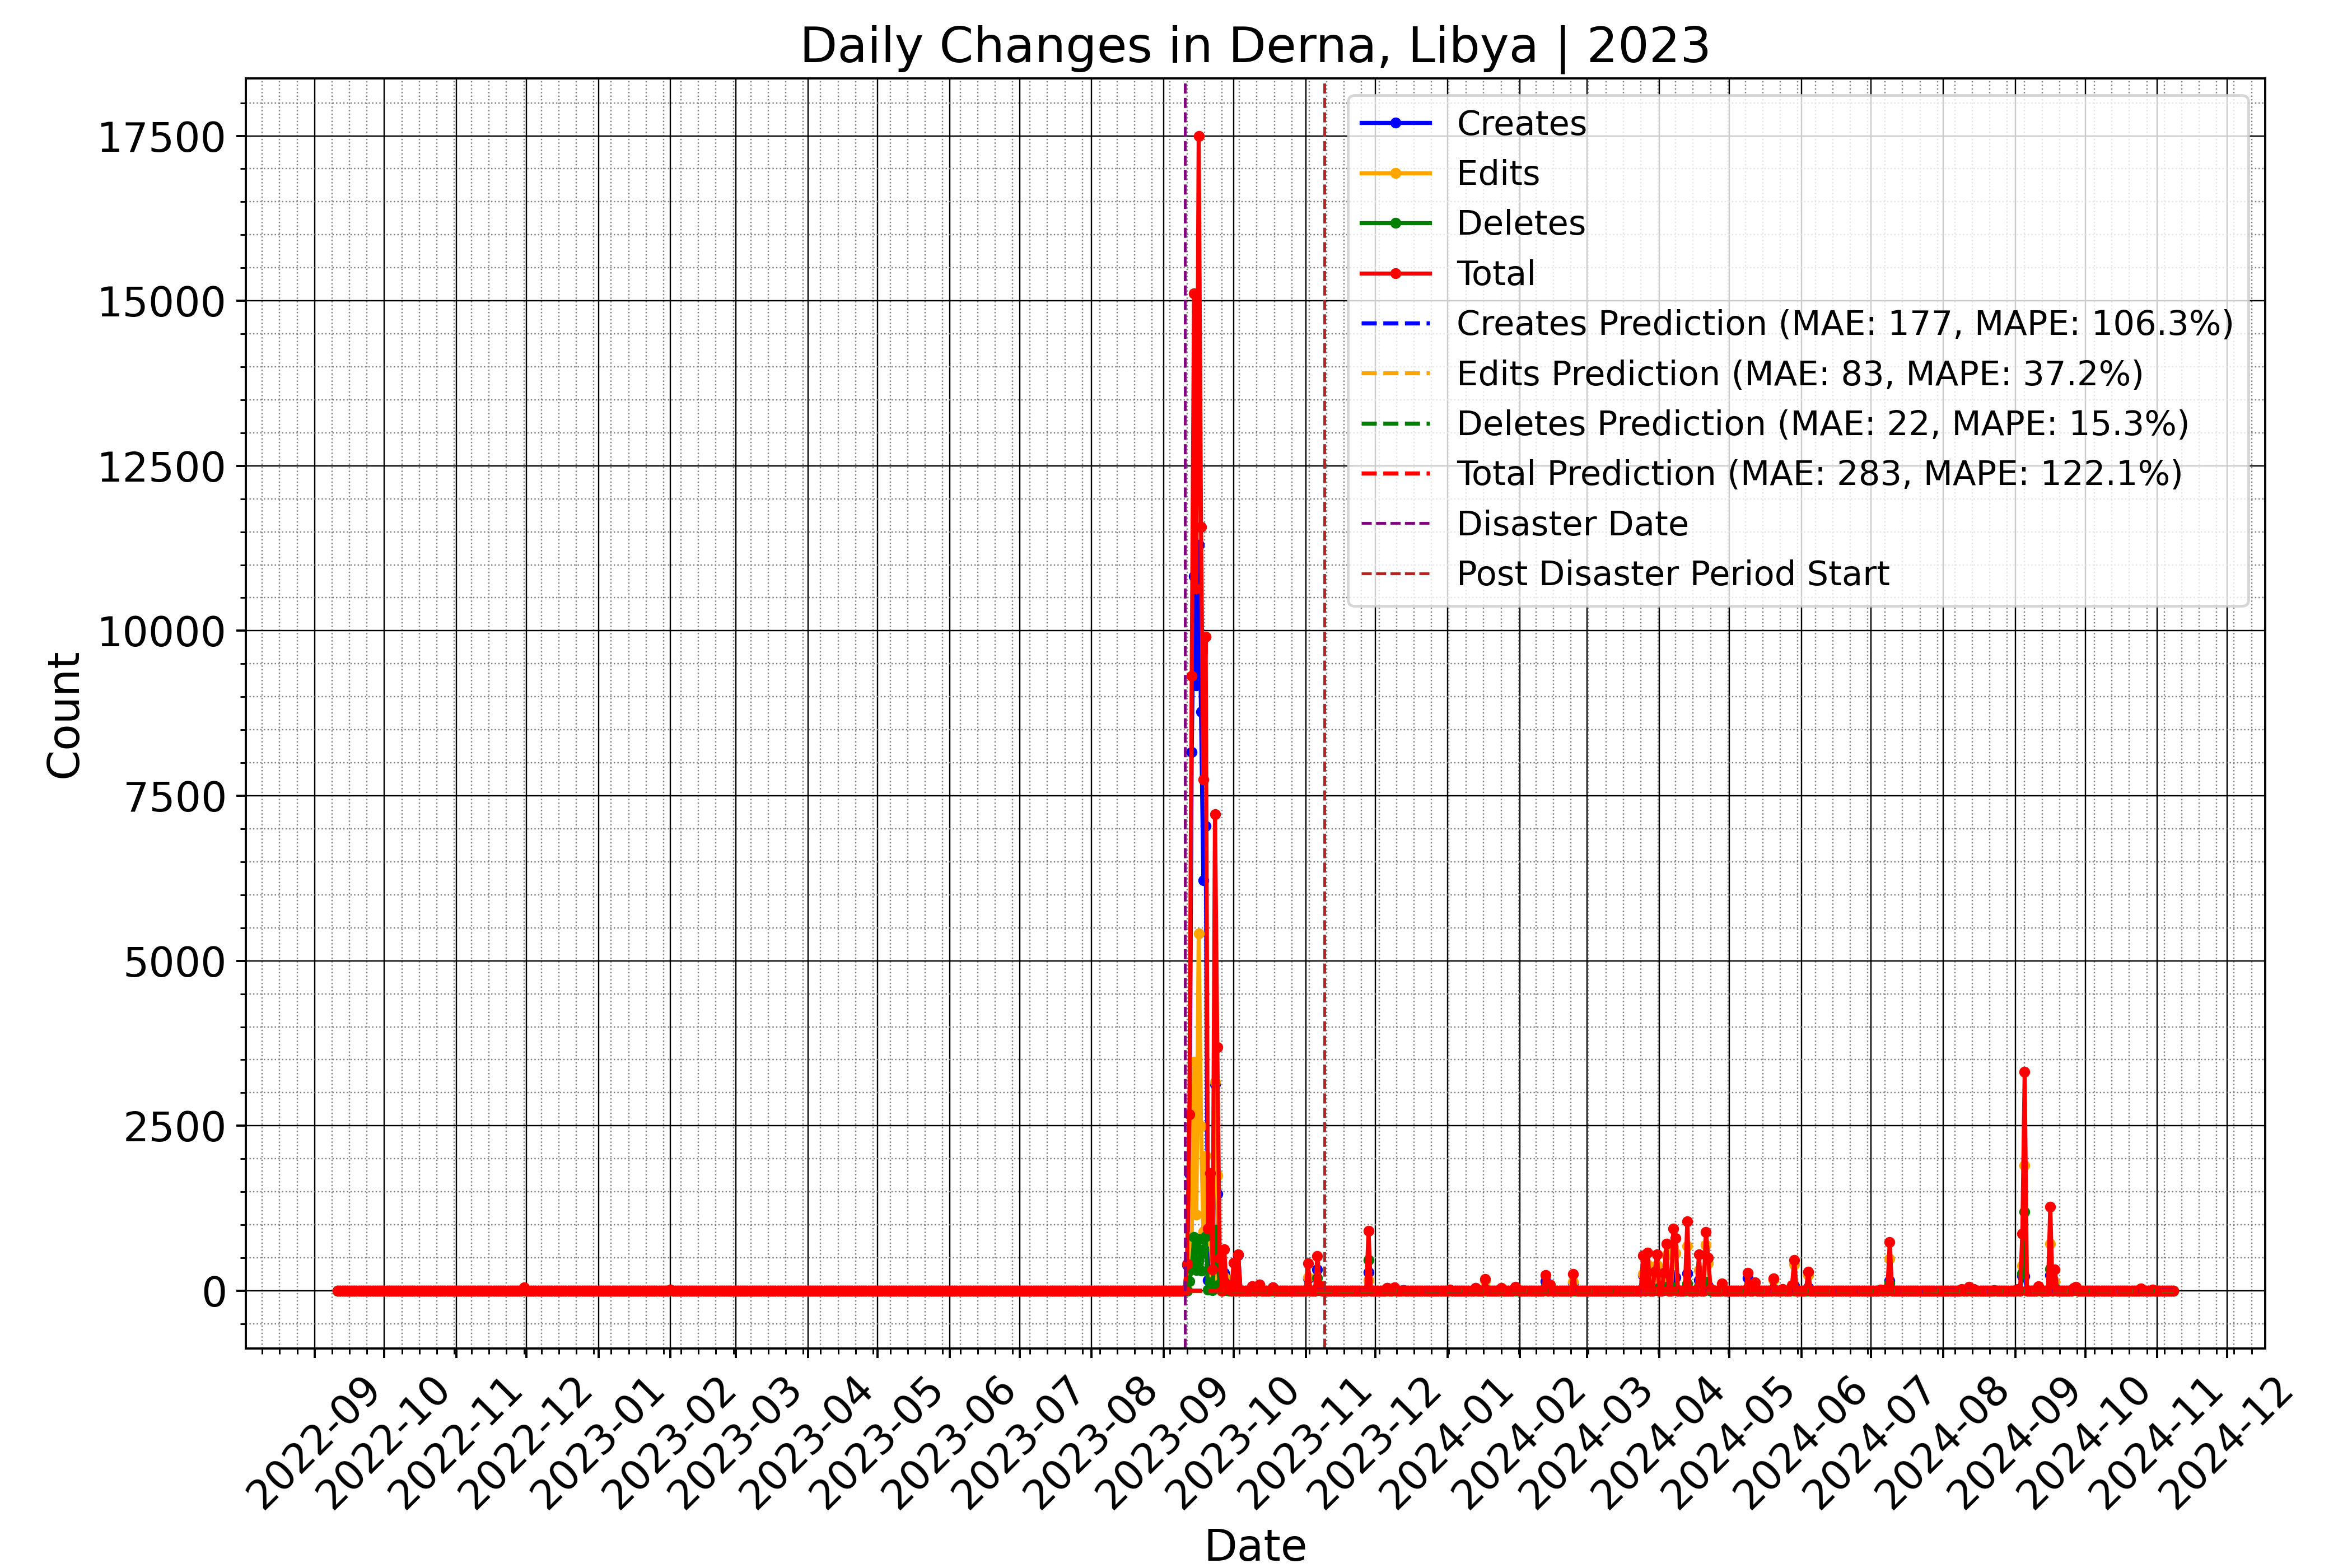 Daily Changes in Derna, Libya | 2023
17500
15000
12500
10000
7500
5000
2500
0
Count
Creates
Edits
Deletes
Total
Creates Prediction (MAE: 177, MAPE: 106.3%)
Edits Prediction (MAE: 83, MAPE: 37.2%)
Deletes Prediction (MAE: 22, MAPE: 15.3%)
Total Prediction (MAE: 283, MAPE: 122.1%)
Disaster Date
Post Disaster Period Start
2022-09
2022-10
2022-11
2022-12
2023-01
2023-02
2023-03
2023-04
2023-05
2023-06
2023-07
2023-08
2023-09
2023-10
2023-11
2023-12
2024-01
2024-02
2024-03
2024-04
2024-05
2024-06
2024-07
2024-08
2024-09
2024-10
2024-11
2024-12
Date